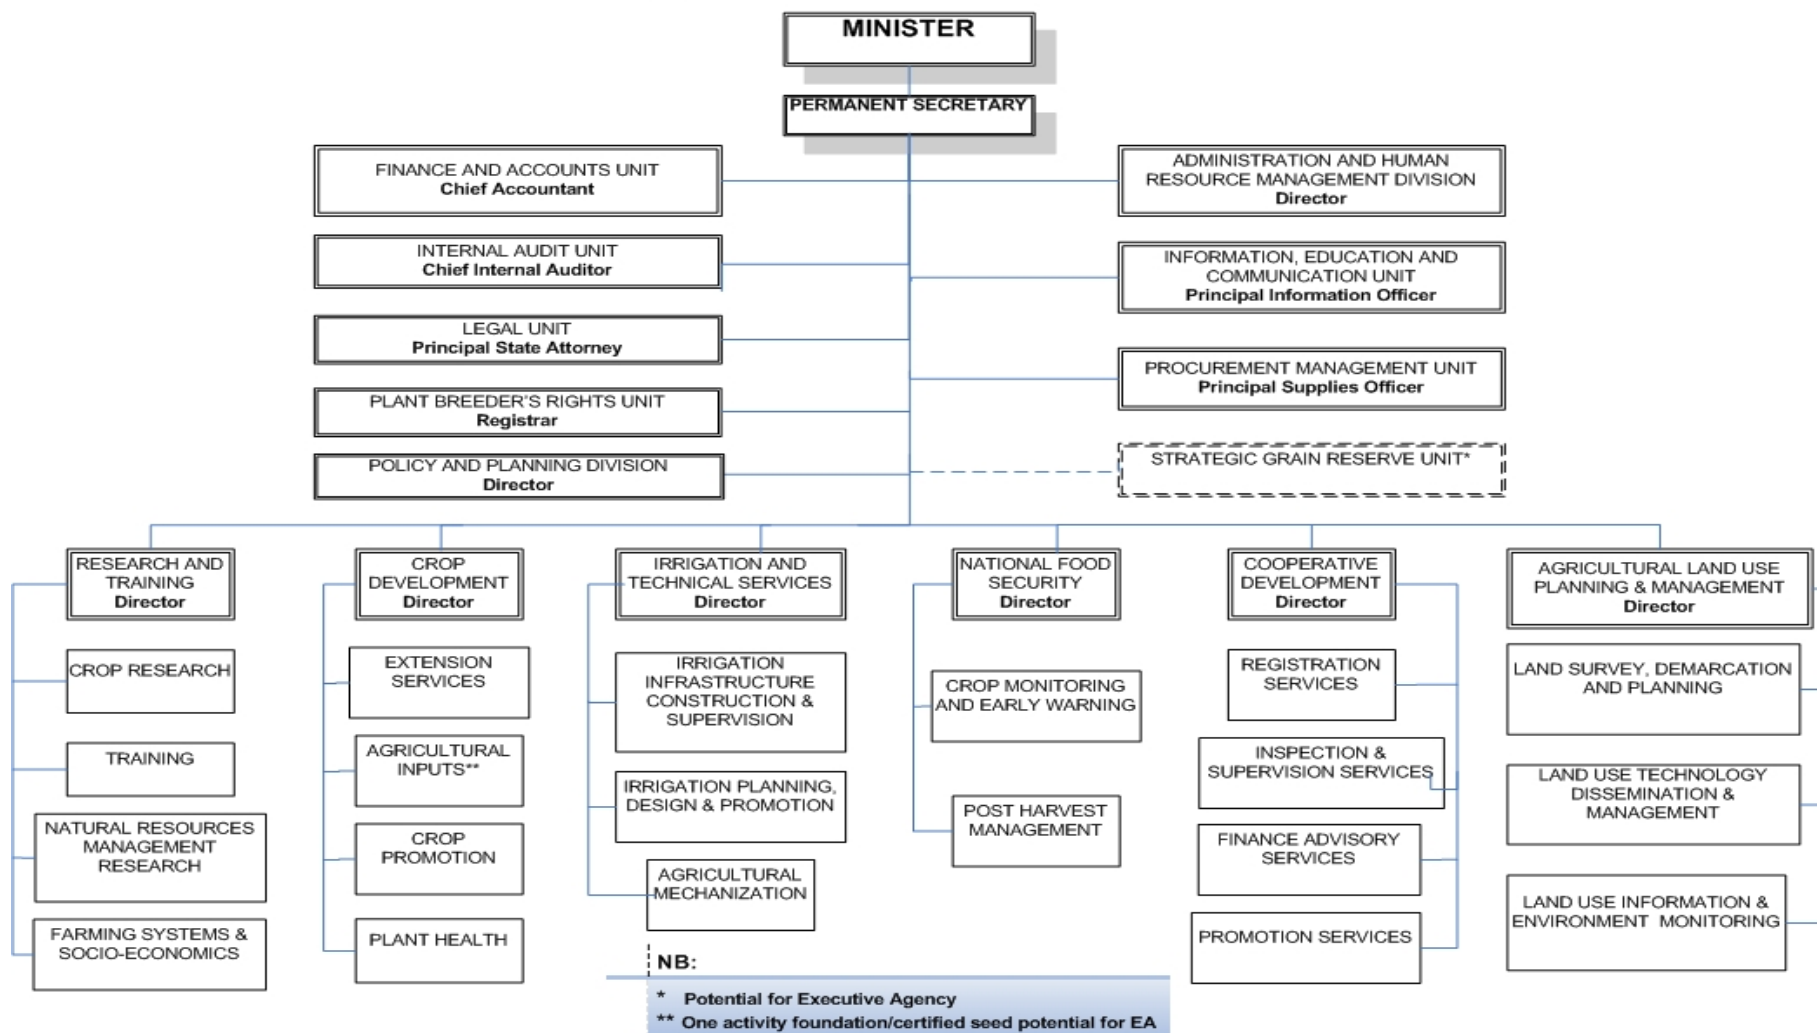 MINISTER
PERMANENT SECRETARY
FINANCE AND ACCOUNTS UNIT
Chief Accountant
ADMINISTRATION AND HUMAN
RESOURCE MANAGEMENT DIVISION
Director
INTERNAL AUDIT UNIT
Chief Internal Auditor
INFORMATION, EDUCATION AND
COMMUNICATION UNIT
Principal Information Officer
LEGAL UNIT
Principal State Attorney
PROCUREMENT MANAGEMENT UNIT
Principal Supplies Officer
PLANT BREEDER'S RIGHTS UNIT
Registrar
POLICY AND PLANNING DIVISION
Director
STRATEGIC GRAIN RESERVE UNIT*
RESEARCH AND
TRAINING
Director
CROP RESEARCH
TRAINING
NATURAL RESOURCES
MANAGEMENT
RESEARCH
FARMING SYSTEMS &
SOCIO-ECONOMICS
CROP
DEVELOPMENT
Director
EXTENSION
SERVICES
AGRICULTURAL
INPUTS**
CROP
PROMOTION
PLANT HEALTH
IRRIGATION AND
TECHNICAL SERVICES
Director
IRRIGATION
INFRASTRUCTURE
CONSTRUCTION &
SUPERVISION
IRRIGATION PLANNING,
DESIGN & PROMOTION
AGRICULTURAL
MECHANIZATION
NATIONAL FOOD
SECURITY
Director
CROP MONITORING
AND EARLY WARNING
POST HARVEST
MANAGEMENT
COOPERATIVE
DEVELOPMENT
Director
REGISTRATION
SERVICES
INSPECTION &
SUPERVISION SERVICES
FINANCE ADVISORY
SERVICES
PROMOTION SERVICES
AGRICULTURAL LAND USE
PLANNING & MANAGEMENT
Director
LAND SURVEY, DEMARCATION
AND PLANNING
LAND USE TECHNOLOGY
DISSEMINATION &
MANAGEMENT
LAND USE INFORMATION &
ENVIRONMENT MONITORING
NB:
* Potential for Executive Agency
** One activity foundation/certified seed potential for EA